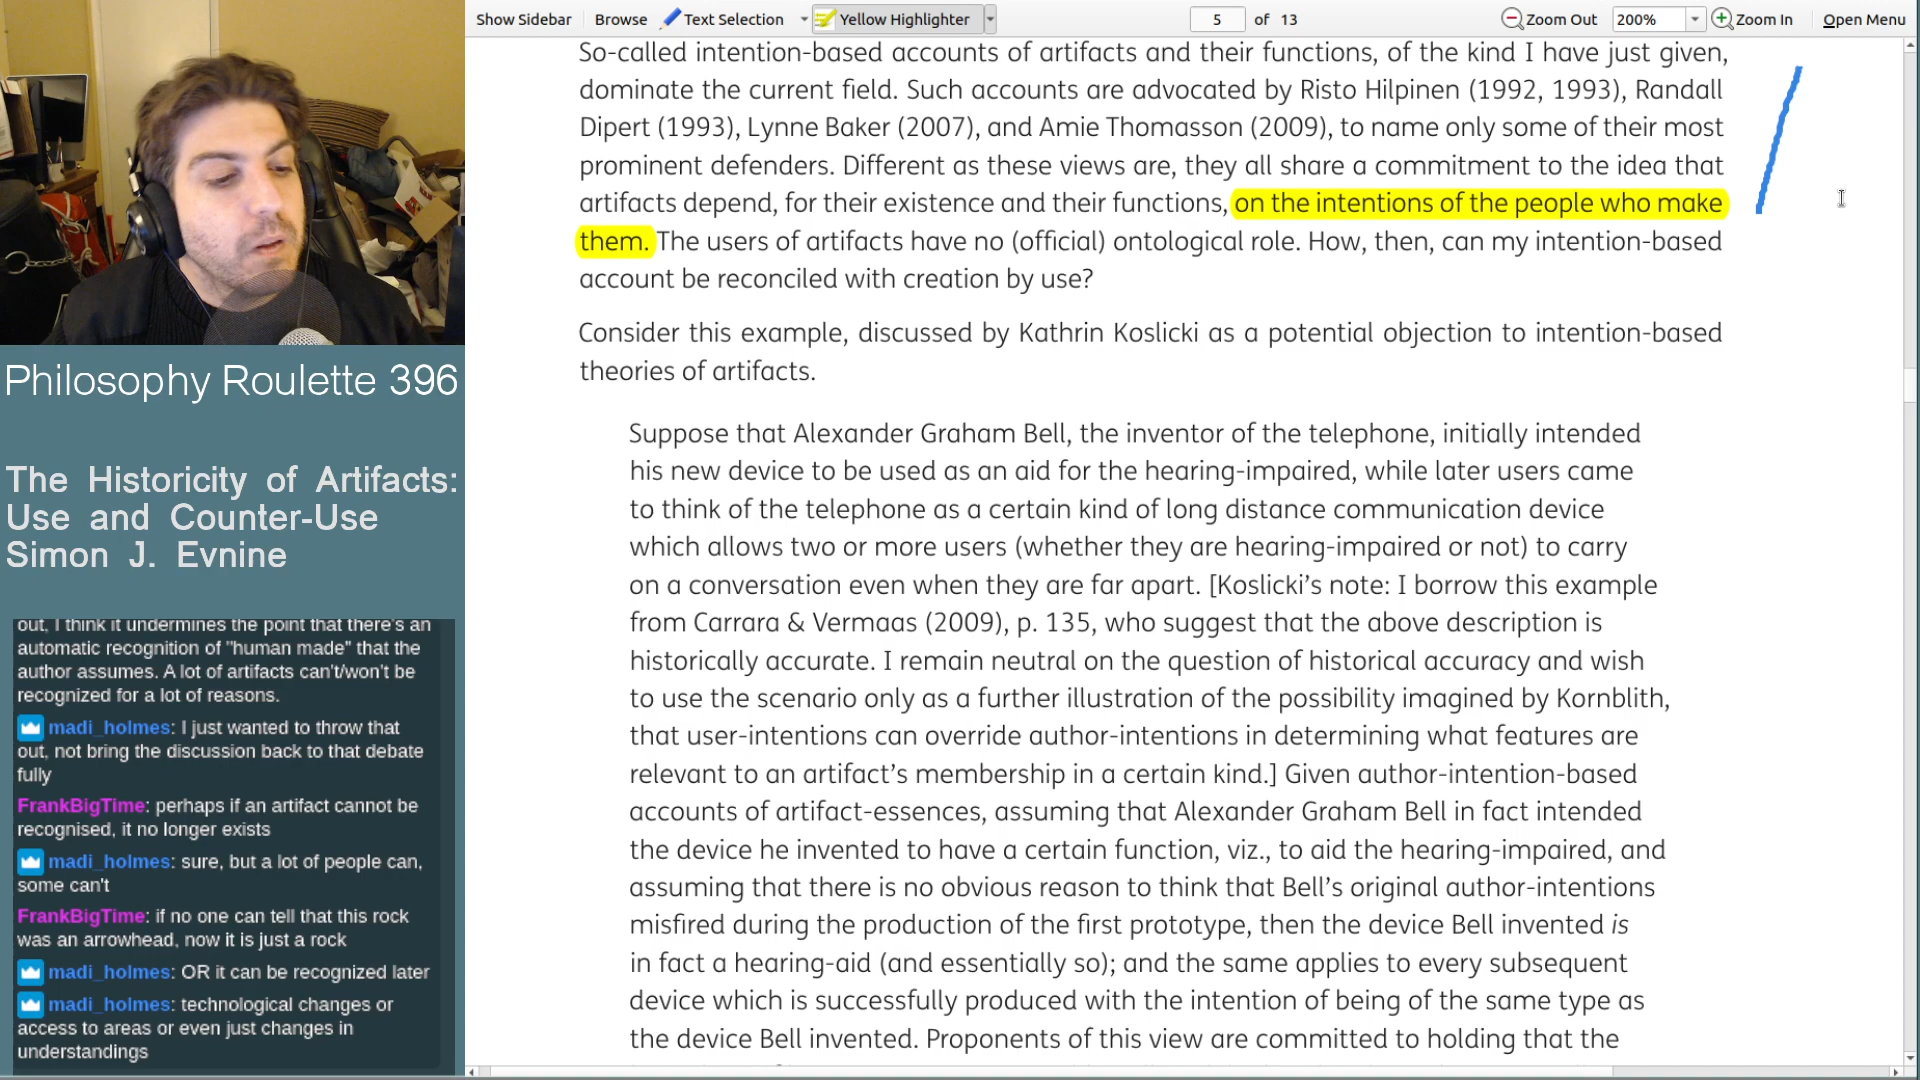 Show Sidebar Browse Text Selection Yellow Highlighter 5 of 13 Zoom Out 200% Zoom In Open Menu
So-called intention-based accounts of artifacts and their functions, of the kind I have just given,
dominate the current field. Such accounts are advocated by Risto Hilpinen (1992, 1993), Randall
Dipert (1993), Lynne Baker (2007), and Amie Thomasson (2009), to name only some of their most
prominent defenders. Different as these views are, they all share a commitment to the idea that
artifacts depend, for their existence and their functions, on the intentions of the people who make
them. The users of artifacts have no (official) ontological role. How, then, can my intention-based
account be reconciled with creation by use?
Consider this example, discussed by Kathrin Koslicki as a potential objection to intention-based
theories of artifacts.
Suppose that Alexander Graham Bell, the inventor of the telephone, initially intended
his new device to be used as an aid for the hearing-impaired, while later users came
to think of the telephone as a certain kind of long distance communication device
which allows two or more users (whether they are hearing-impaired or not) to carry
on a conversation even when they are far apart. [Koslicki’s note: I borrow this example
from Carrara & Vermaas (2009), p. 135, who suggest that the above description is
historically accurate. I remain neutral on the question of historical accuracy and wish
to use the scenario only as a further illustration of the possibility imagined by Kornblith,
that user-intentions can override author-intentions in determining what features are
relevant to an artifact’s membership in a certain kind.] Given author-intention-based
accounts of artifact-essences, assuming that Alexander Graham Bell in fact intended
the device he invented to have a certain function, viz., to aid the hearing-impaired, and
assuming that there is no obvious reason to think that Bell’s original author-intentions
misfired during the production of the first prototype, then the device Bell invented is
in fact a hearing-aid (and essentially so); and the same applies to every subsequent
device which is successfully produced with the intention of being of the same type as
the device Bell invented. Proponents of this view are committed to holding that the
Philosophy Roulette 396
The Historicity of Artifacts:
Use and Counter-Use
Simon J. Evnine
out, I think it undermines the point that there's an
automatic recognition of "human made" that the
author assumes. A lot of artifacts can't/won't be
recognized for a lot of reasons.
madi_holmes: I just wanted to throw that
out, not bring the discussion back to that debate
fully
FrankBigTime: perhaps if an artifact cannot be
recognised, it no longer exists
madi_holmes: sure, but a lot of people can,
some can't
FrankBigTime: if no one can tell that this rock
was an arrowhead, now it is just a rock
madi_holmes: OR it can be recognized later
madi_holmes: technological changes or
access to areas or even just changes in
understandings